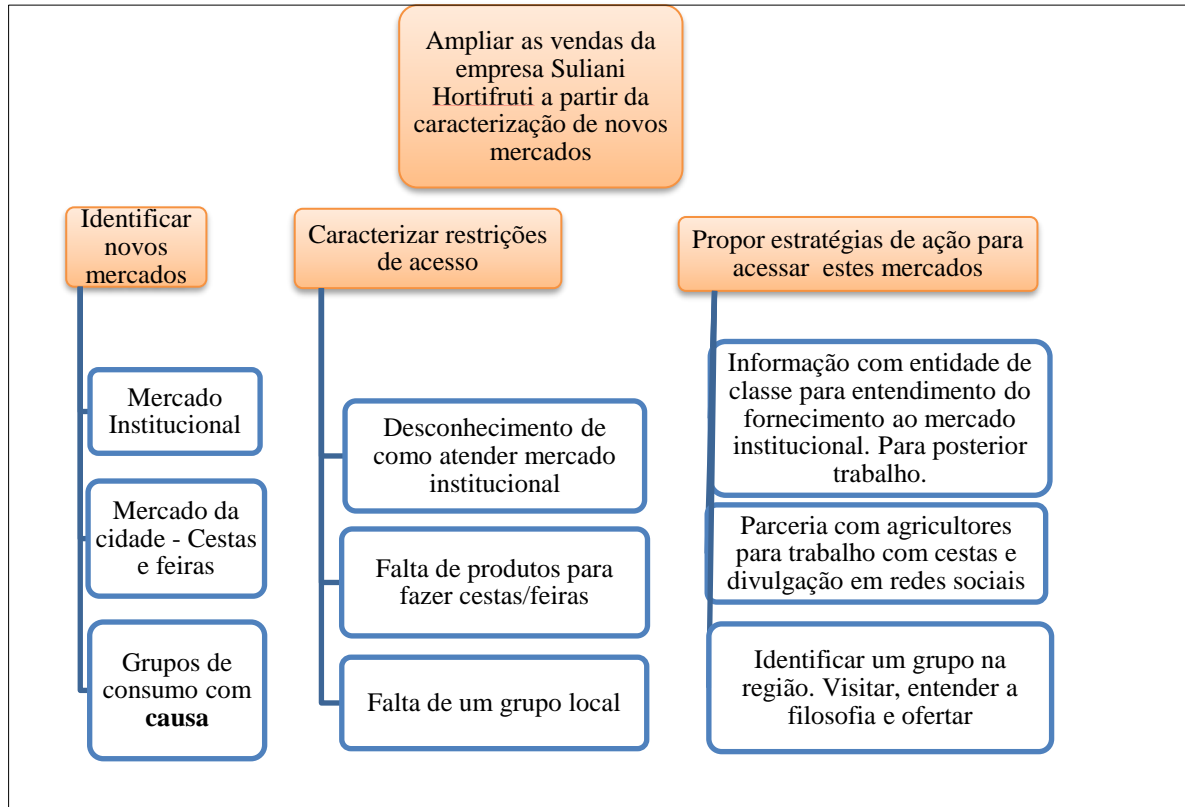 Ampliar as vendas da
empresa Suliani
Hortifruti a partir da
caracterização de novos
mercados
Identificar
novos
mercados
Mercado
Institucional
Mercado da
cidade - Cestas
e feiras
Grupos de
consumo com
causa
Caracterizar restrições
de acesso
Desconhecimento de
como atender mercado
institucional
Falta de produtos para
fazer cestas/feiras
Falta de um grupo local
Propor estratégias de ação para
acessar estes mercados
Informação com entidade de
classe para entendimento do
fornecimento ao mercado
institucional. Para posterior
trabalho.
Parceria com agricultores
para trabalho com cestas e
divulgação em redes sociais
Identificar um grupo na
região. Visitar, entender a
filosofia e ofertar